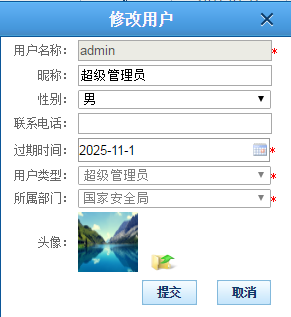 修改用户
用户名称： admin *
昵称： 超级管理员
性别： 男
联系电话：
过期时间： 2025-11-1 *
用户类型： 超级管理员 *
所属部门： 国家安全局 *
头像：
提交 取消